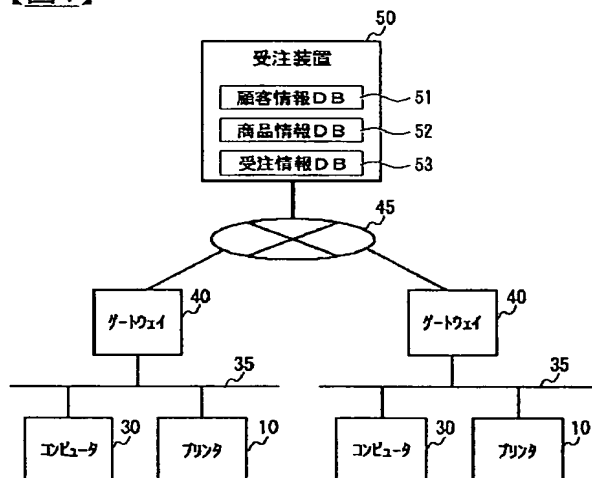 50
受注装置
顧客情報DB 51
商品情報DB 52
受注情報DB 53
45
40 40
ゲートウェイ ゲートウェイ
35 35
30 10 30 10
コンピュータ プリンタ コンピュータ プリンタ